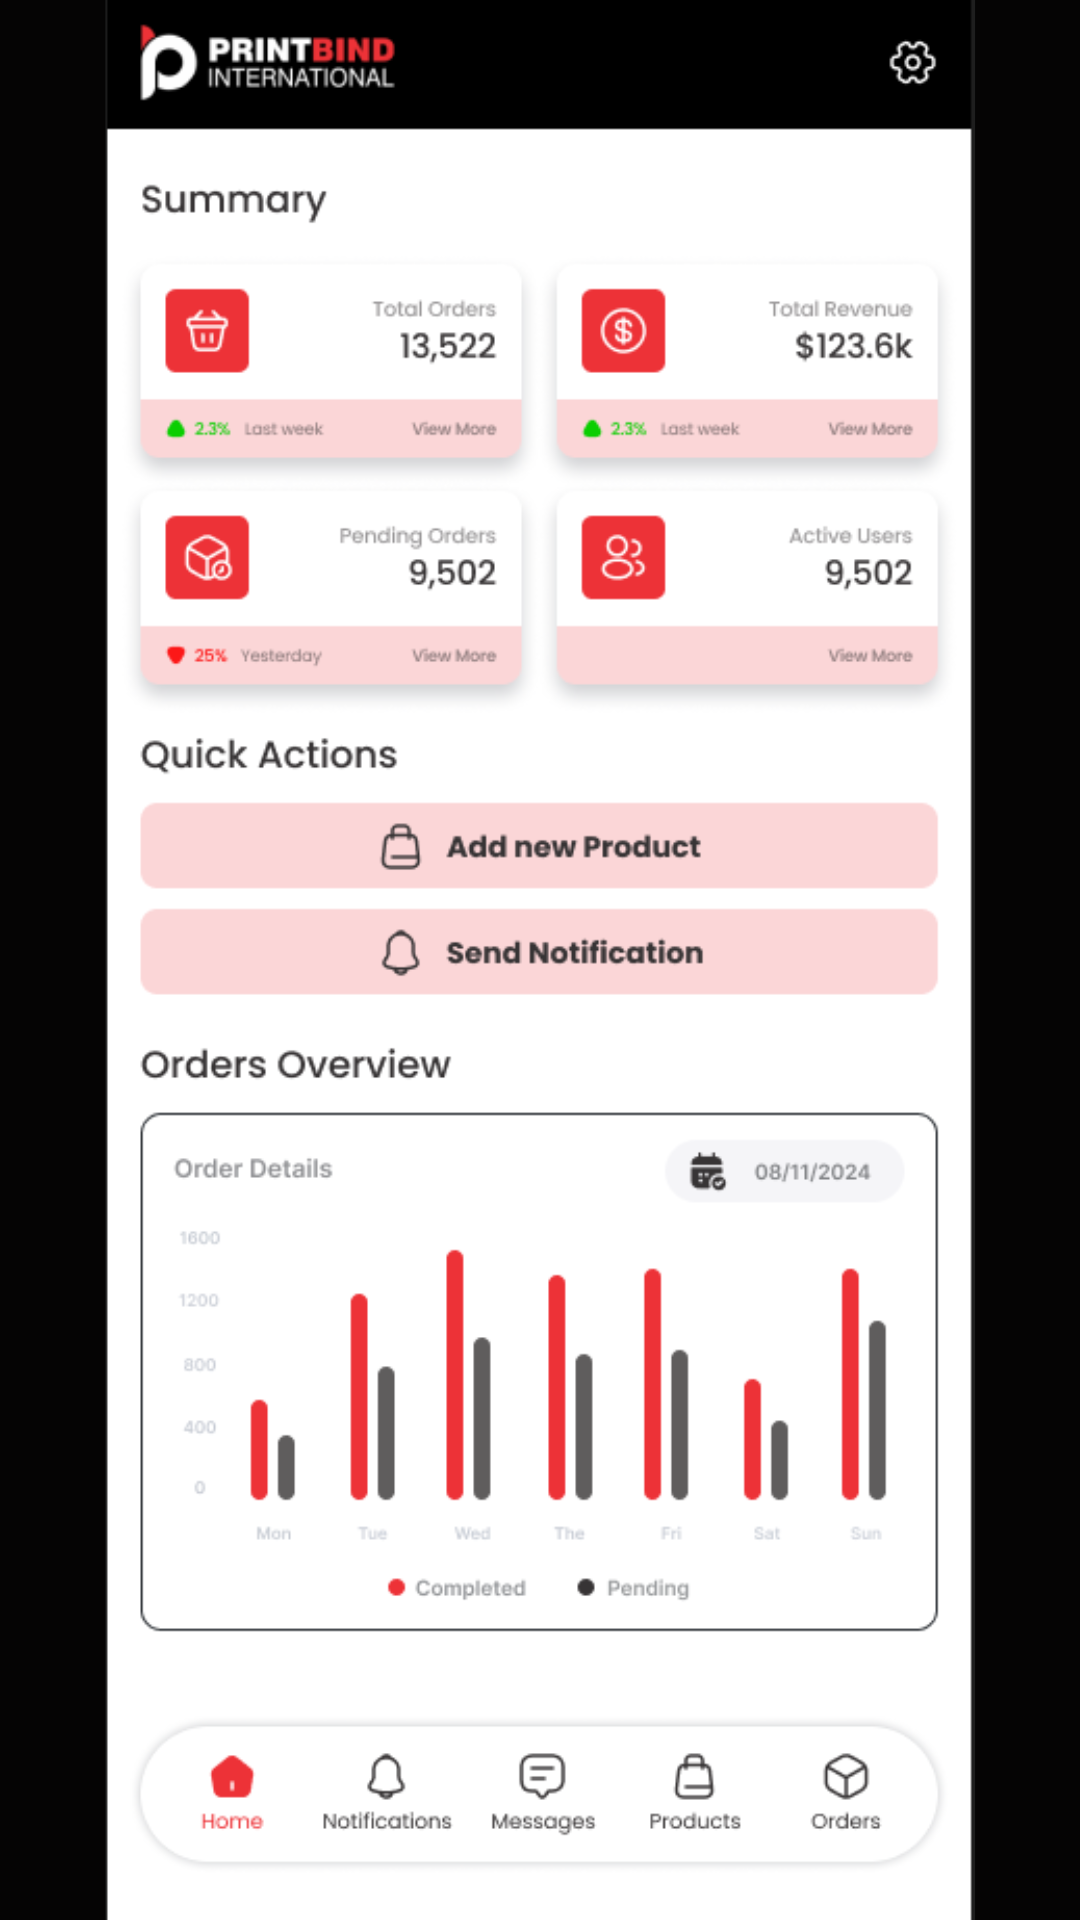 PRINTBIND
INTERNATIONAL
Summary
Total Orders
13,522
2.3% Last week View More
Total Revenue
$123.6k
2.3% Last week View More
Pending Orders
9,502
25% Yesterday View More
Active Users
9,502
View More
Quick Actions
Add new Product
Send Notification
Orders Overview
Order Details
08/11/2024
1600
1200
800
400
0
Mon Tue Wed The Fri Sat Sun
Completed Pending
Home Notifications Messages Products Orders